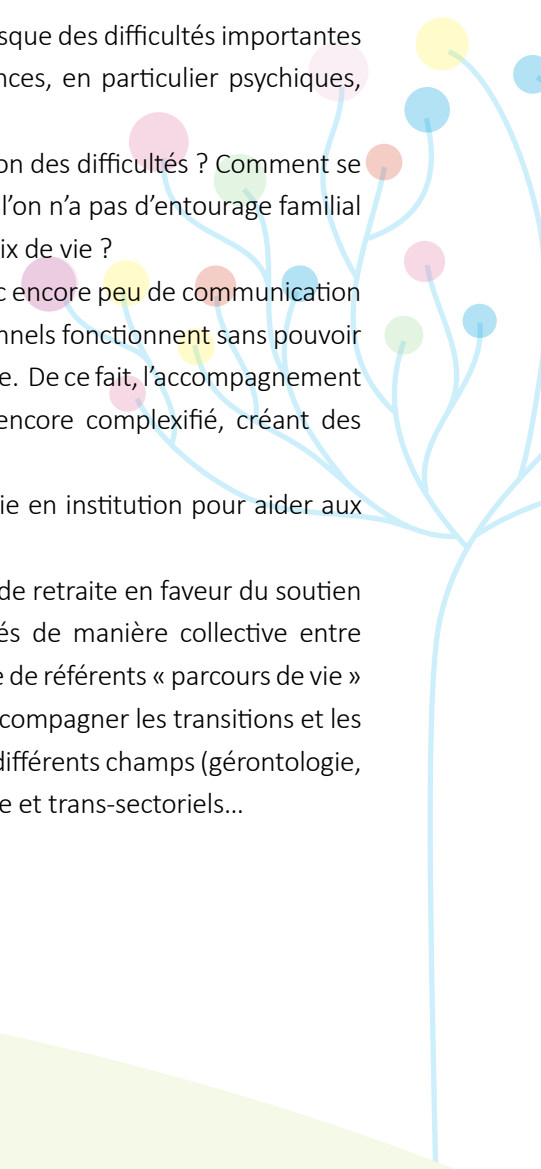 sque des difficultés importantes
nces, en particulier psychiques,
on des difficultés ? Comment se
l'on n'a pas d'entourage familial
ix de vie ?
c encore peu de communication
nnels fonctionnent sans pouvoir
e. De ce fait, l'accompagnement
encore complexifié, créant des
ie en institution pour aider aux
de retraite en faveur du soutien
és de manière collective entre
e de référents « parcours de vie »
ccompagner les transitions et les
différents champs (gérontologie,
e et trans-sectoriels...